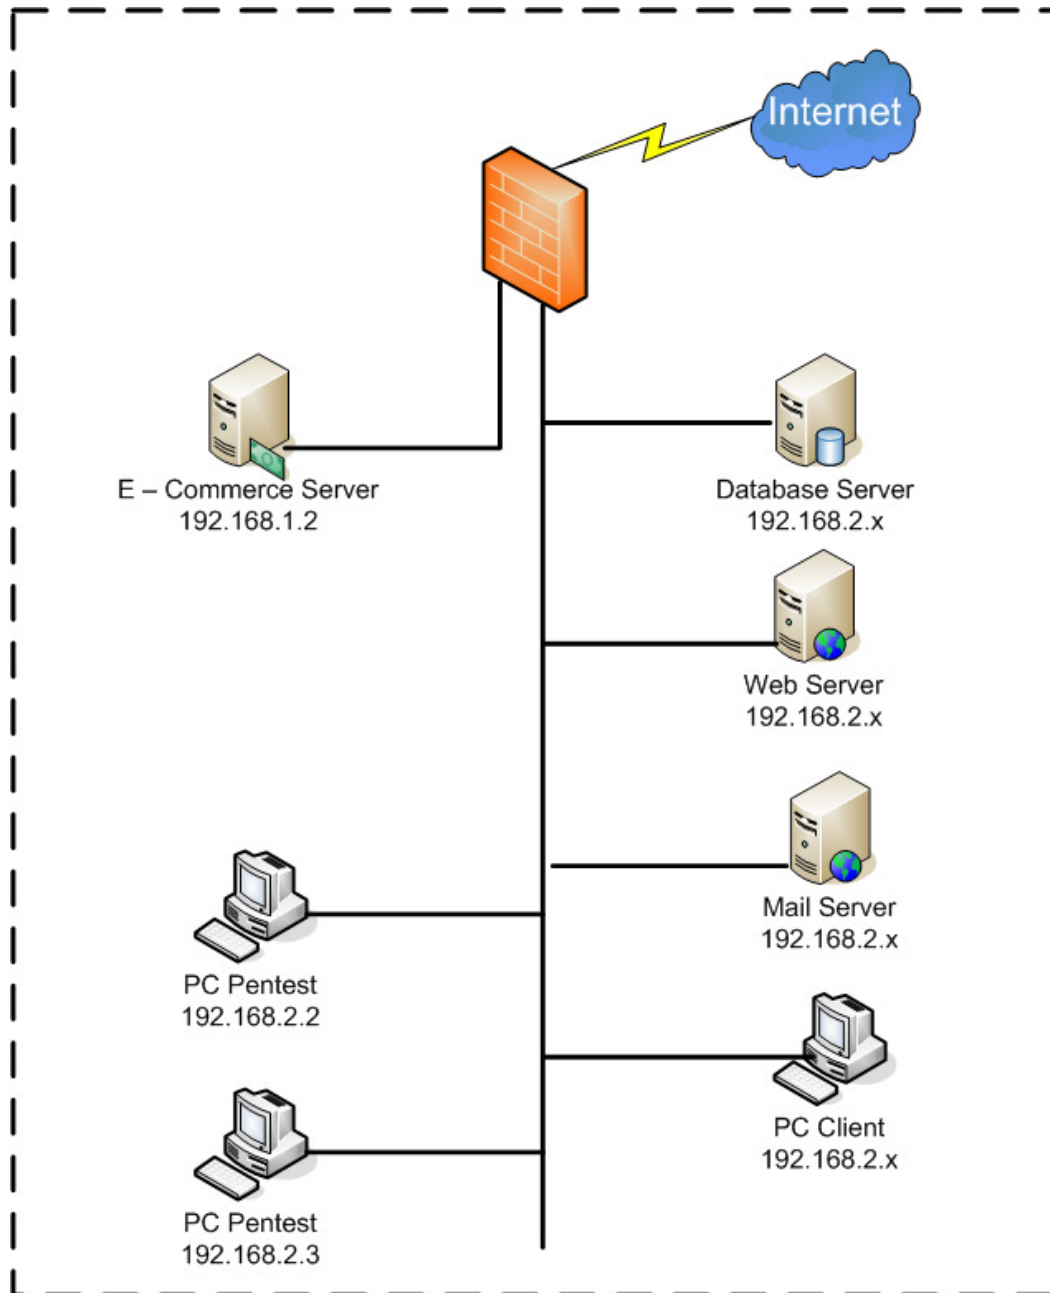 Internet
E – Commerce Server
192.168.1.2
Database Server
192.168.2.x
Web Server
192.168.2.x
Mail Server
192.168.2.x
PC Pentest
192.168.2.2
PC Client
192.168.2.x
PC Pentest
192.168.2.3